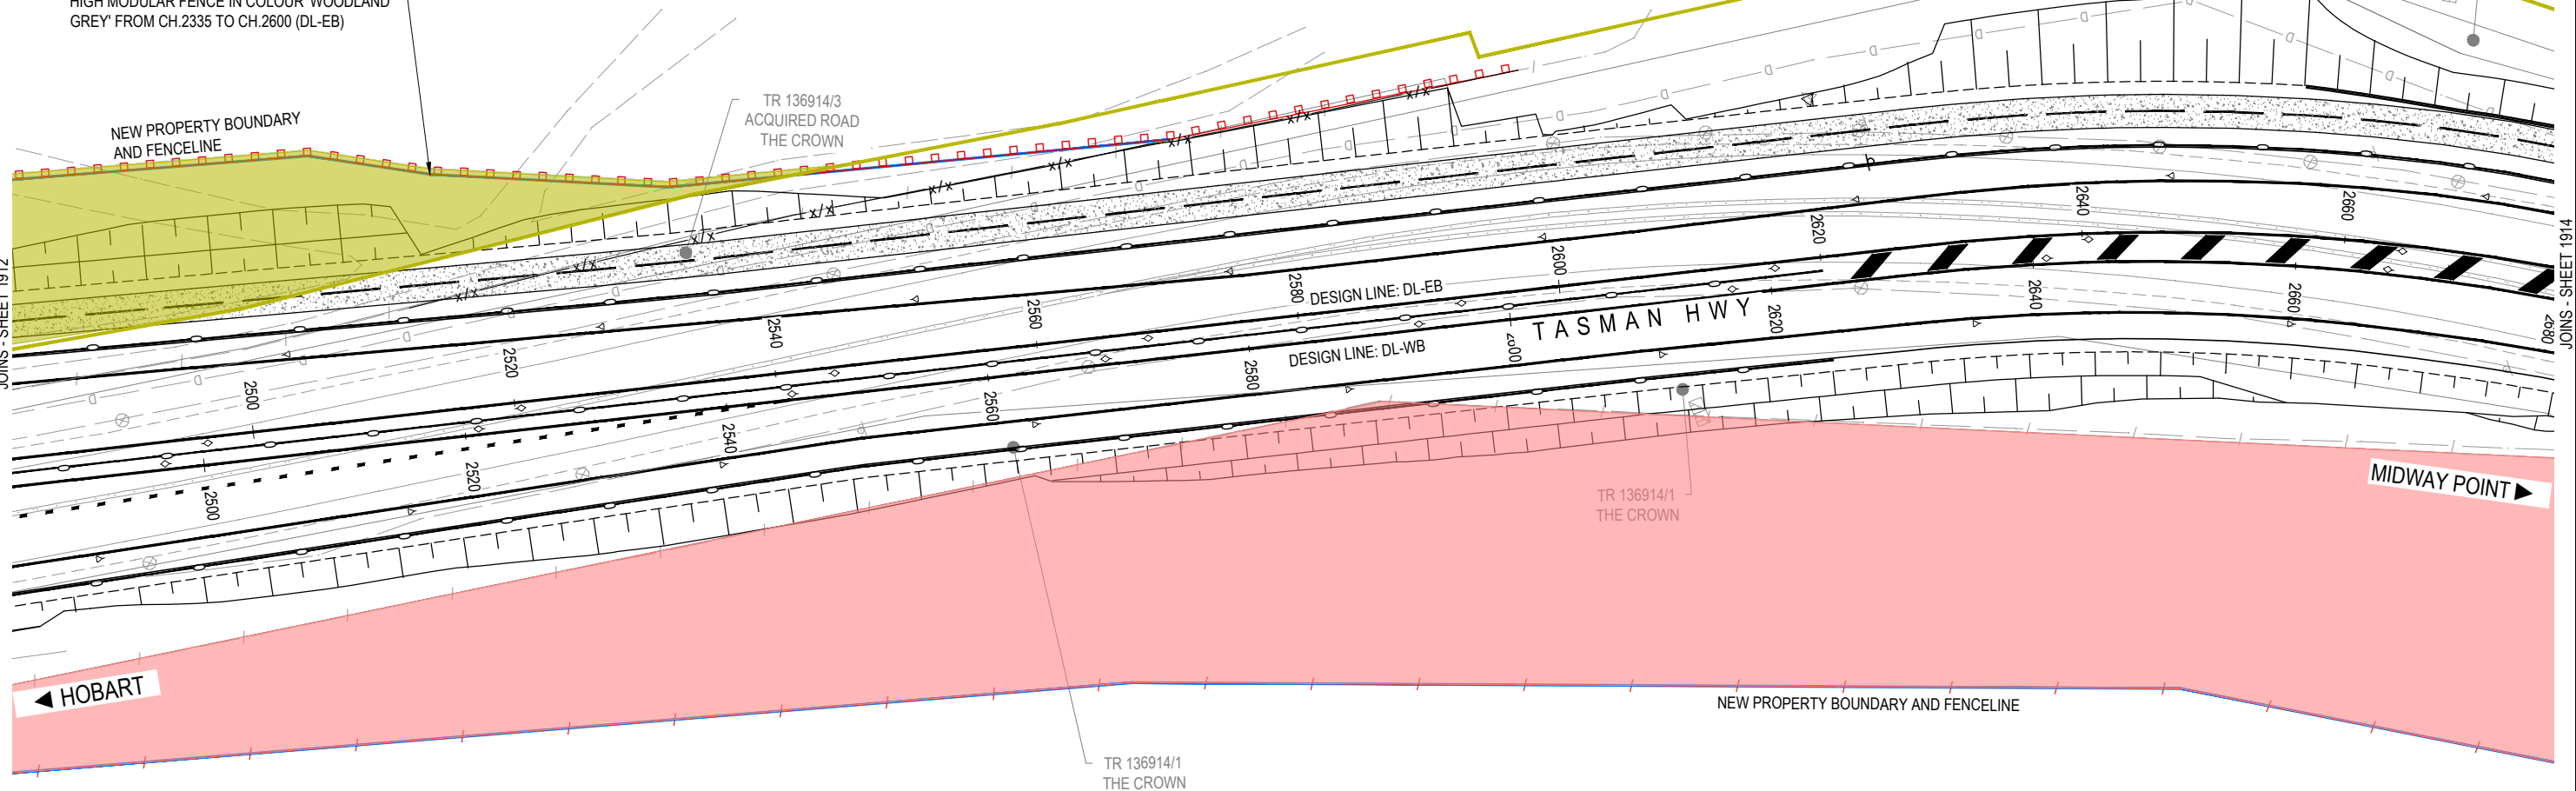 HIGH MODULAR FENCE IN COLOUR 'WOODLAND
GREY' FROM CH.2335 TO CH.2600 (DL-EB)
NEW PROPERTY BOUNDARY
AND FENCELINE
TR 136914/3
ACQUIRED ROAD
THE CROWN
JOINS - SHEET 1912
JOINS - SHEET 1914
2500
2520
2540
2560
2580
2600
2620
2640
2660
DESIGN LINE: DL-EB
TASMAN HWY
DESIGN LINE: DL-WB
2500
2520
2540
2560
2580
2600
2620
2640
2660
2680
TR 136914/1
THE CROWN
MIDWAY POINT
HOBART
NEW PROPERTY BOUNDARY AND FENCELINE
TR 136914/1
THE CROWN